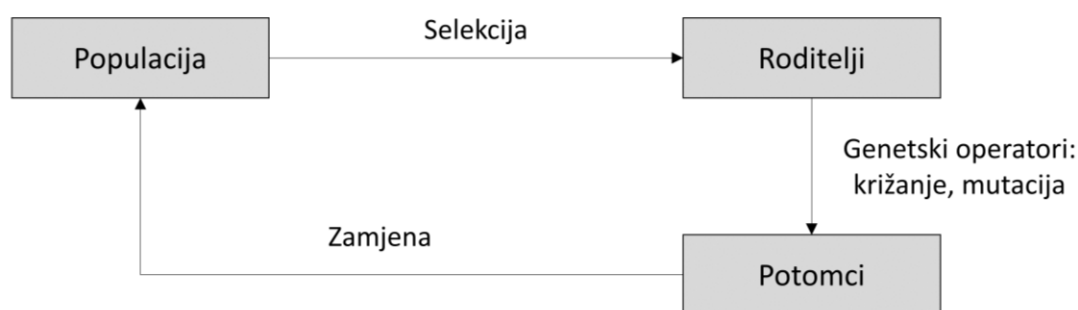 Populacija
Selekcija
Roditelji
Genetski operatori:
križanje, mutacija
Zamjena
Potomci